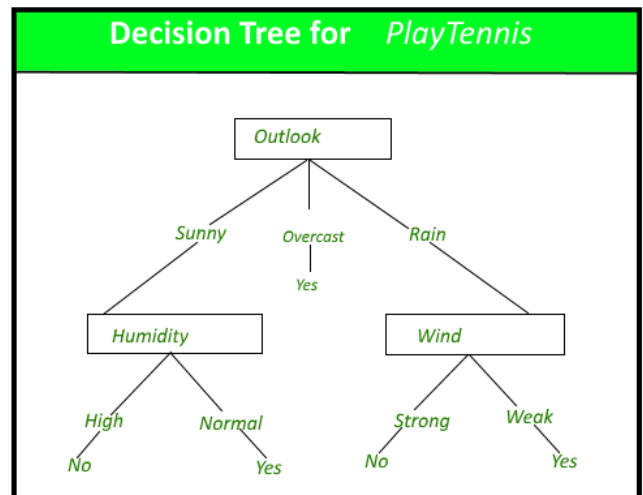 Decision Tree for PlayTennis
Outlook
Sunny Overcast Rain
Yes
Humidity Wind
High Normal Strong Weak
No Yes No Yes